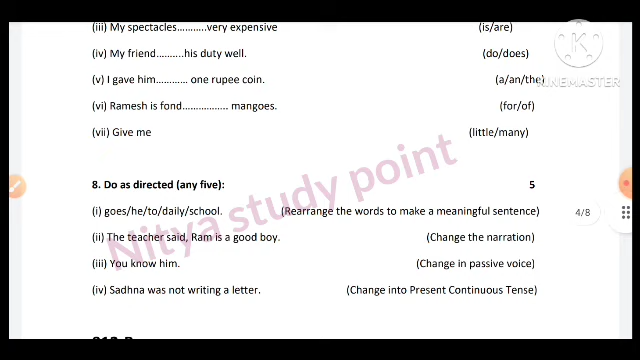 (iii) My spectacles...........very expensive (is/are)
(iv) My friend..........his duty well. (do/does)
(v) I gave him............ one rupee coin. (a/an/the)
(vi) Ramesh is fond................ mangoes. (for/of)
(vii) Give me (little/many)
8. Do as directed (any five): 5
(i) goes/he/to/daily/school. (Rearrange the words to make a meaningful sentence)
(ii) The teacher said, Ram is a good boy. (Change the narration)
(iii) You know him. (Change in passive voice)
(iv) Sadhna was not writing a letter. (Change into Present Continuous Tense)
Nitya study point
K
KINEMASTER
4/8